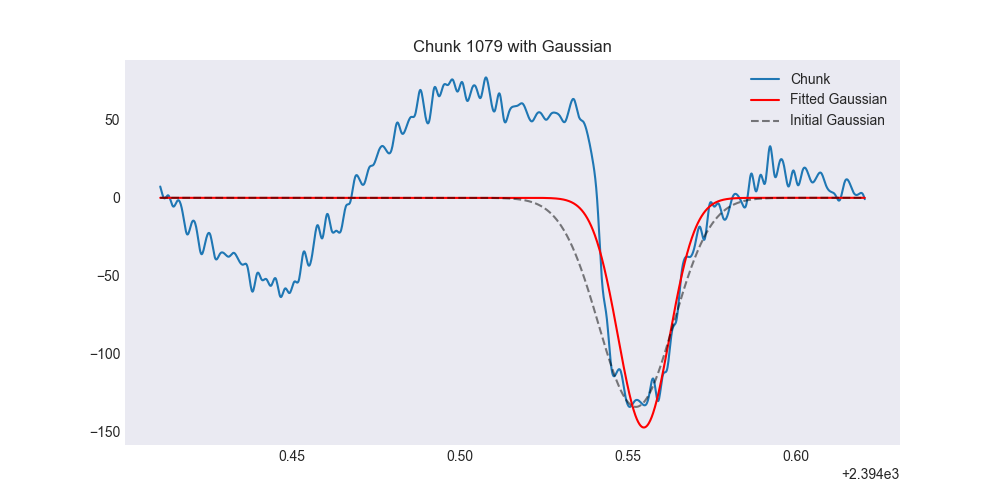 Chunk 1079 with Gaussian
Chunk
Fitted Gaussian
Initial Gaussian
50
0
−50
−100
−150
0.45
0.50
0.55
0.60
+2.394e3